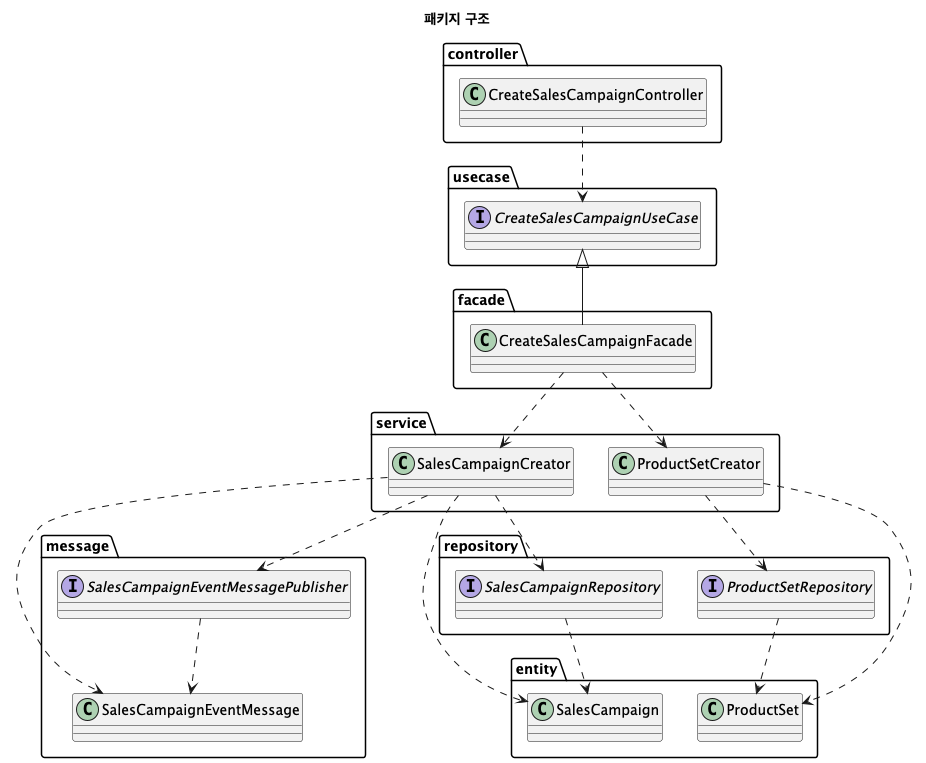 패키지 구조
controller
C CreateSalesCampaignController
usecase
I CreateSalesCampaignUseCase
facade
C CreateSalesCampaignFacade
service
C SalesCampaignCreator
C ProductSetCreator
message
I SalesCampaignEventMessagePublisher
C SalesCampaignEventMessage
repository
I SalesCampaignRepository
I ProductSetRepository
entity
C SalesCampaign
C ProductSet